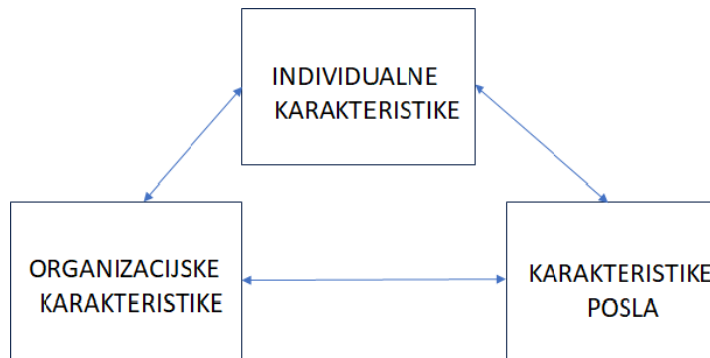 INDIVIDUALNE
KARAKTERISTIKE
ORGANIZACIJSKE
KARAKTERISTIKE
KARAKTERISTIKE
POSLA